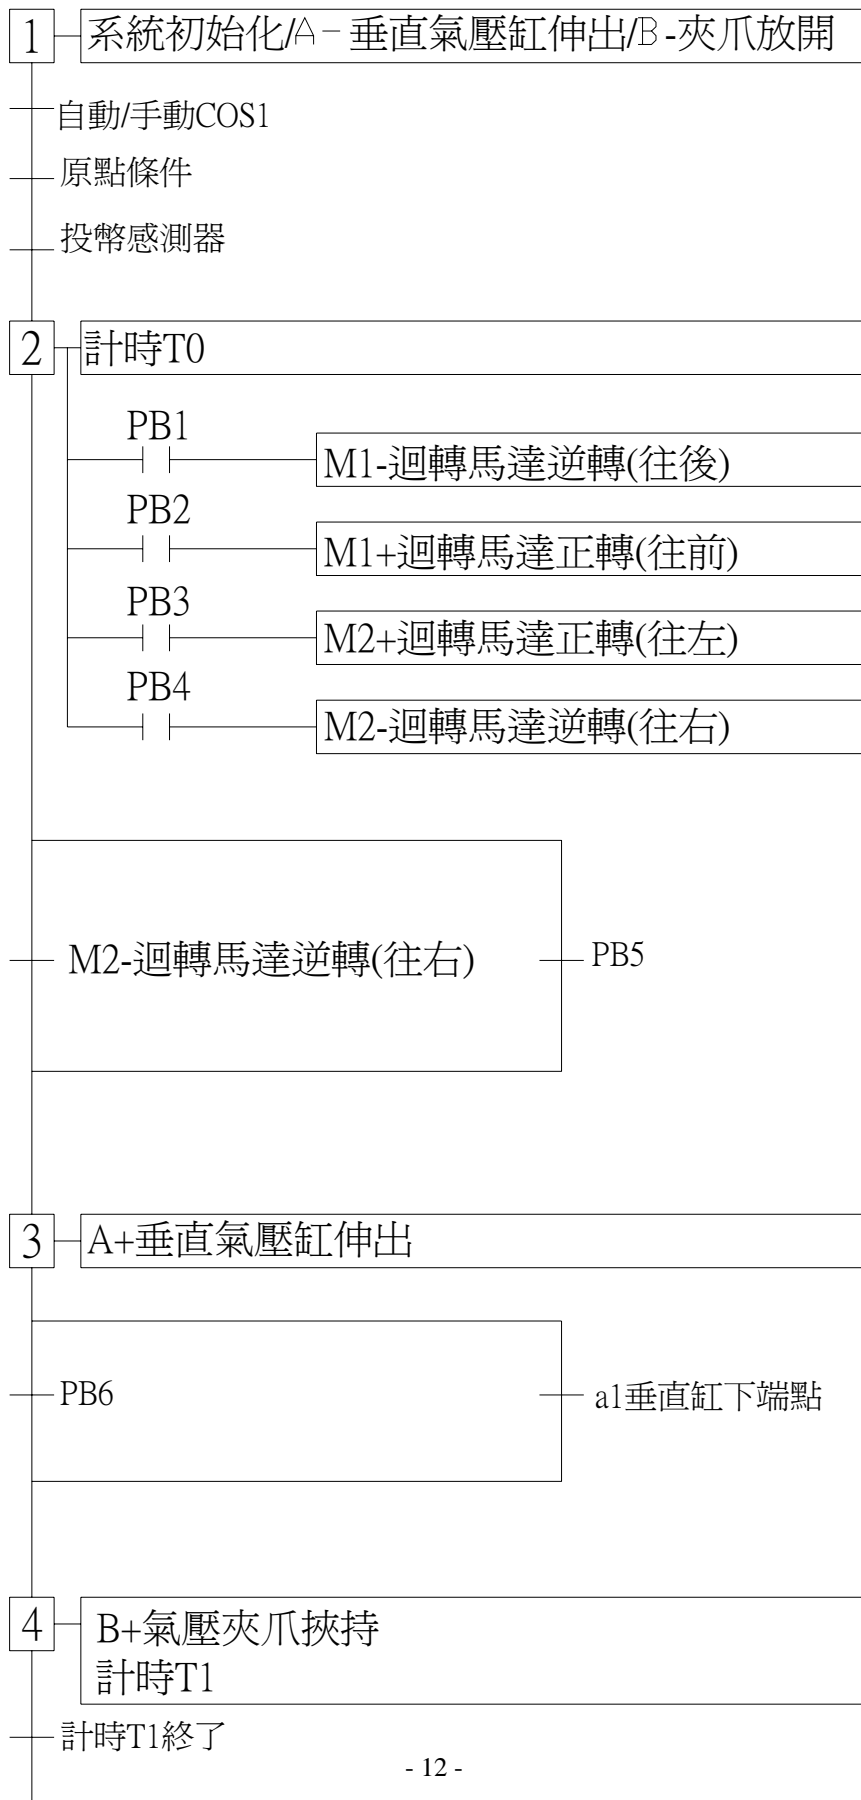 1 系統初始化/A-垂直氣壓缸伸出/B-夾爪放開
自動/手動COS1
原點條件
投幣感測器
2 計時T0
PB1
M1-迴轉馬達逆轉(往後)
PB2
M1+迴轉馬達正轉(往前)
PB3
M2+迴轉馬達正轉(往左)
PB4
M2-迴轉馬達逆轉(往右)
M2-迴轉馬達逆轉(往右) PB5
3 A+垂直氣壓缸伸出
PB6 a1垂直缸下端點
4 B+氣壓夾爪挾持
計時T1
計時T1終了
- 12 -